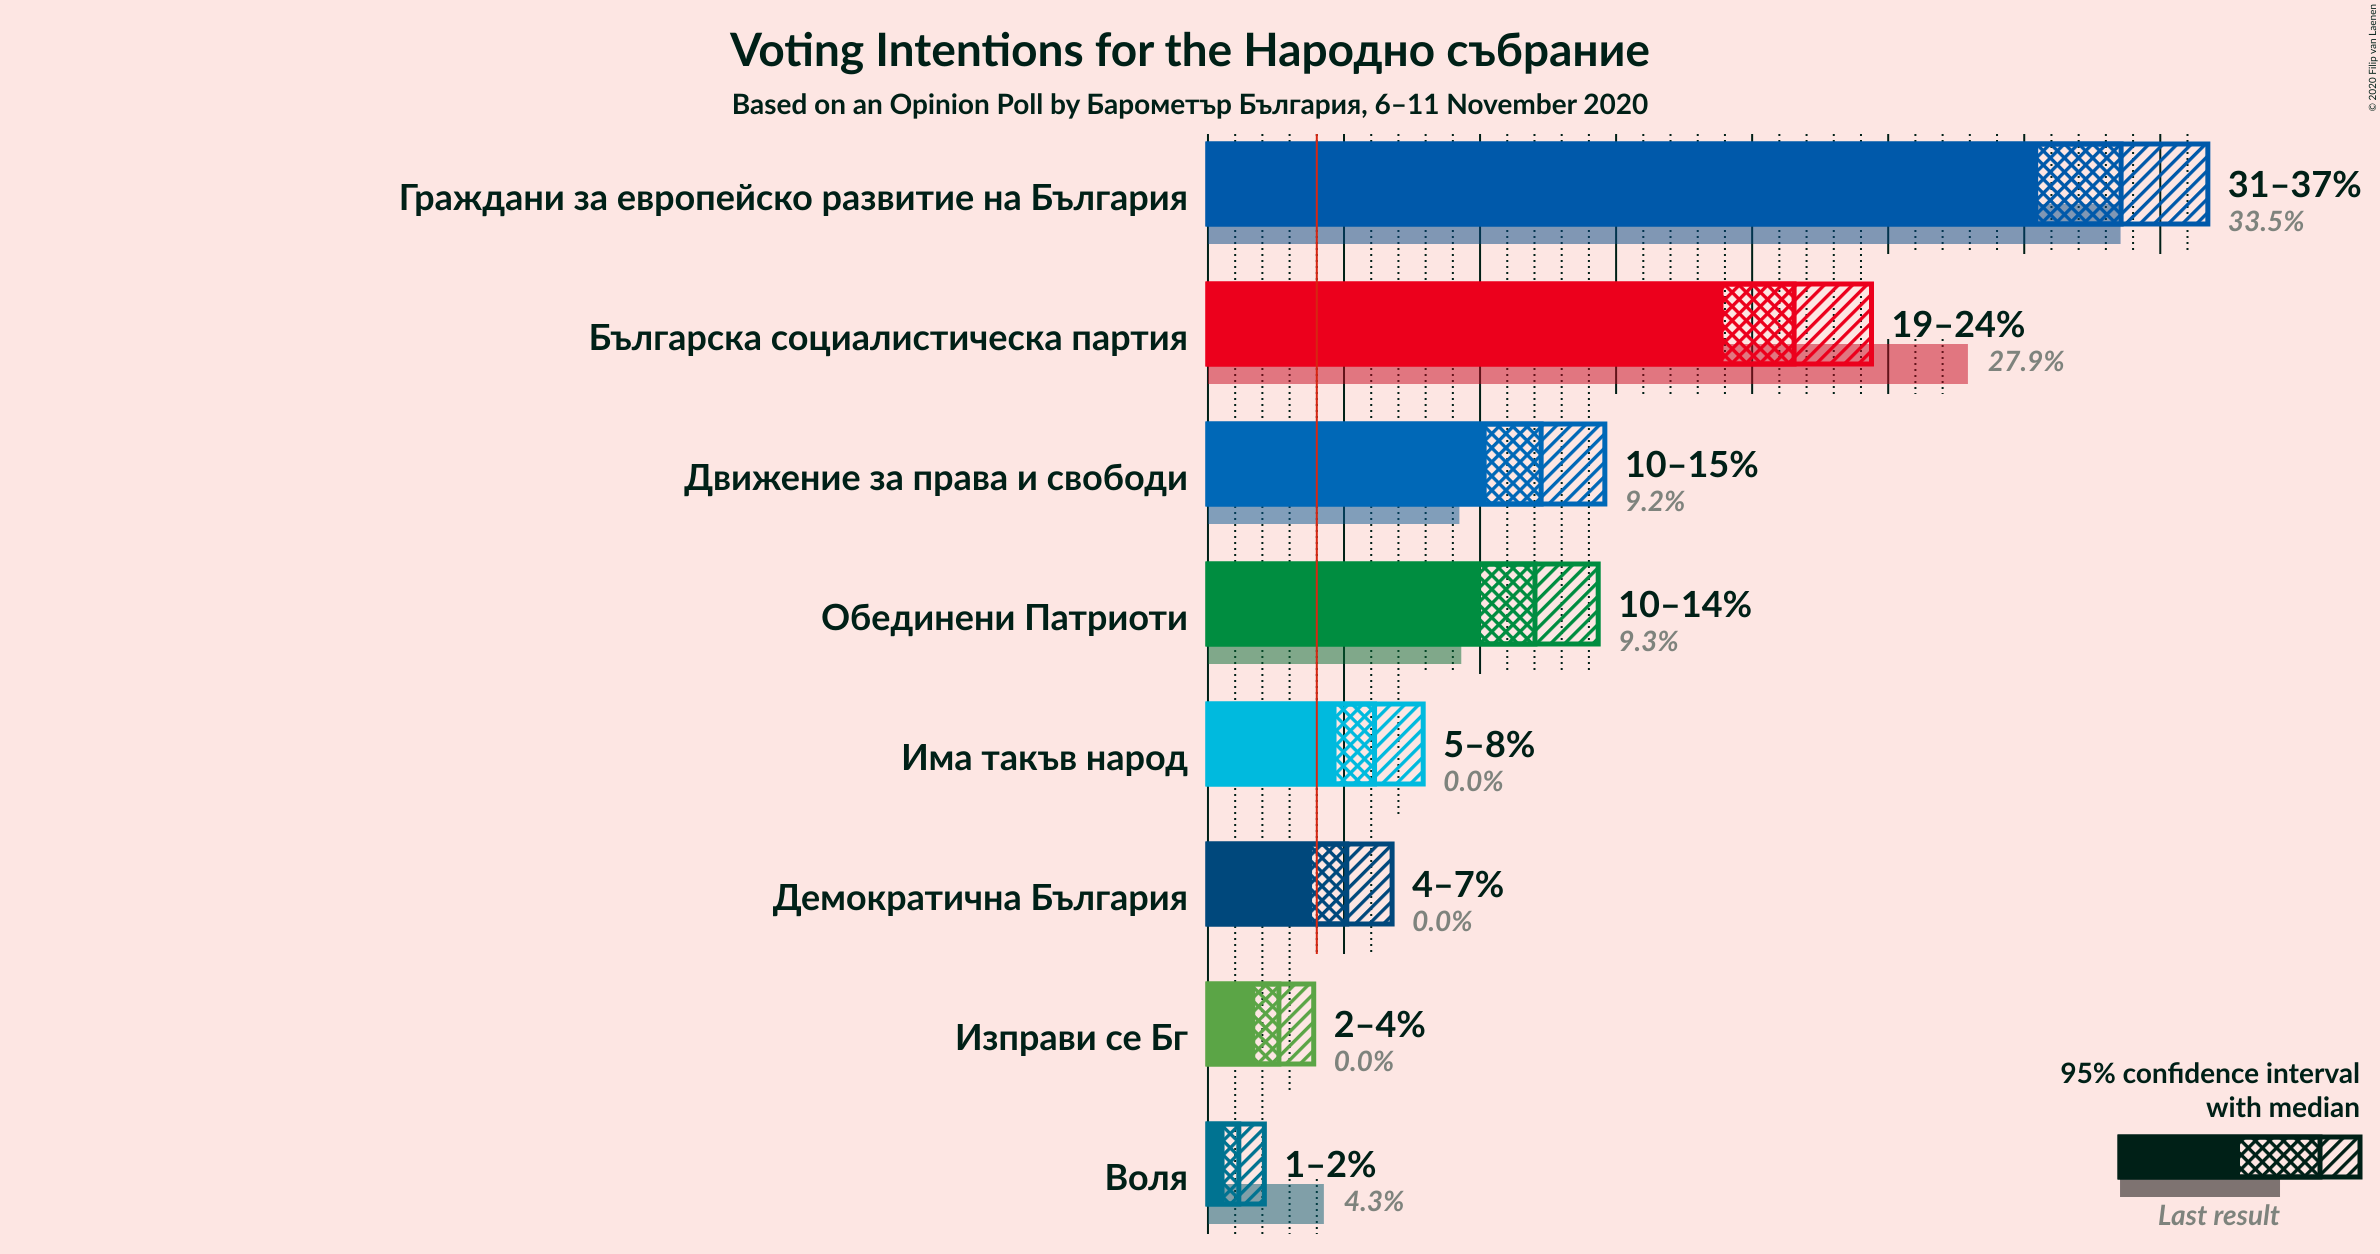 Voting Intentions for the Народно събрание
Based on an Opinion Poll by Барометър България, 6–11 November 2020
© 2020 Filip van Laenen
Граждани за европейско развитие на България
31–37%
33.5%
Българска социалистическа партия
19–24%
27.9%
Движение за права и свободи
10–15%
9.2%
Обединени Патриоти
10–14%
9.3%
Има такъв народ
5–8%
0.0%
Демократична България
4–7%
0.0%
Изправи се Бг
2–4%
0.0%
Воля
1–2%
4.3%
95% confidence interval
with median
Last result